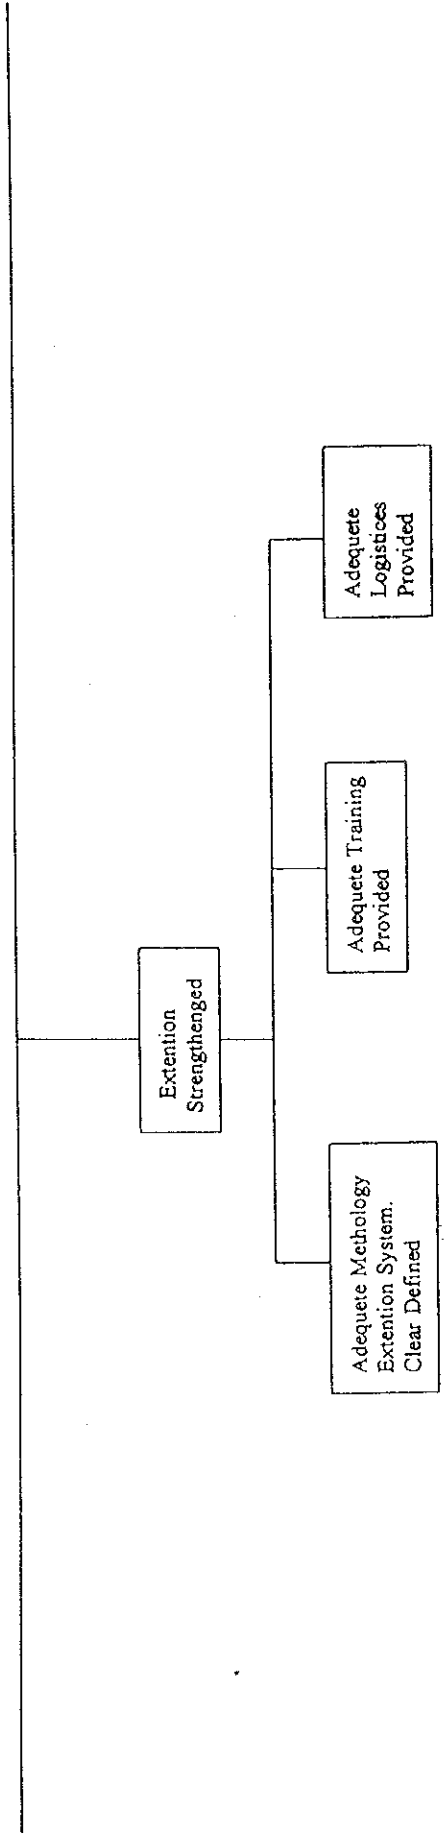 Extention
Strengthenged
Adequete Methology
Extention System.
Clear Defined
Adequete Training
Provided
Adequete
Logistices
Provided